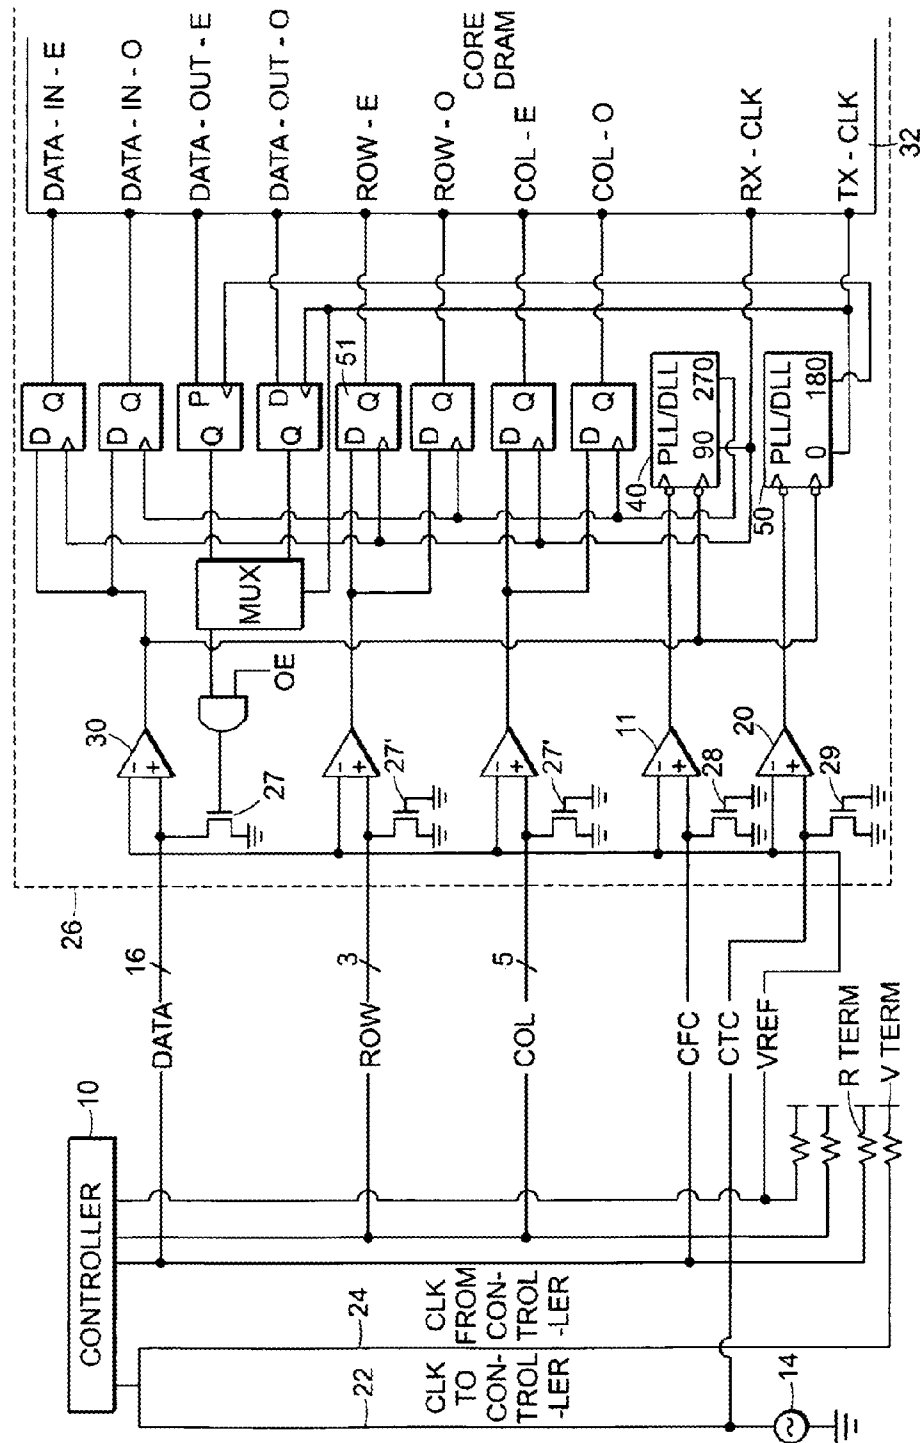 DATA - IN - E
DATA - IN - O
DATA - OUT - E
DATA - OUT - O
ROW - E
ROW - O
CORE
DRAM
COL - E
COL - O
RX - CLK
TX - CLK
32
D Q
D Q
Q P
Q D
D Q
51
D Q
D Q
D Q
40
PLL/DLL
90 270
50
PLL/DLL
0 180
MUX
OE
30
27
27'
27'
11
28
20
29
26
16
DATA
3
ROW
5
COL
CFC
CTC
VREF
R TERM
V TERM
10
CONTROLLER
24
CLK
FROM
CON-
TROL
-LER
22
CLK
TO
CON-
TROL
-LER
14